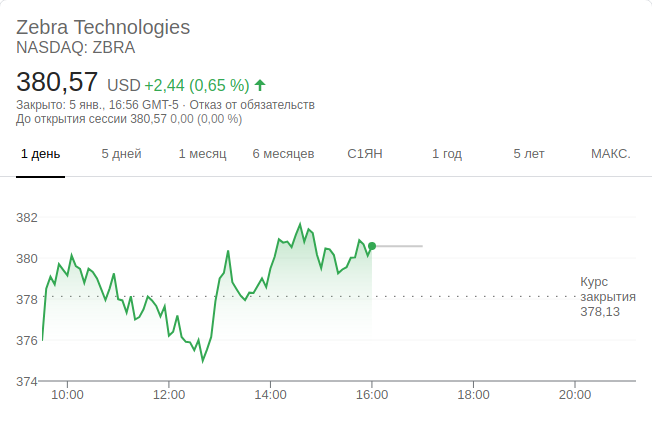 Zebra Technologies
NASDAQ: ZBRA
380,57 USD +2,44 (0,65 %)
Закрыто: 5 янв., 16:56 GMT-5 · Отказ от обязательств
До открытия сессии 380,57 0,00 (0,00 %)
1 день 5 дней 1 месяц 6 месяцев С1ЯН 1 год 5 лет МАКС.
382
380
378
376
374
Курс
закрытия
378,13
10:00 12:00 14:00 16:00 18:00 20:00